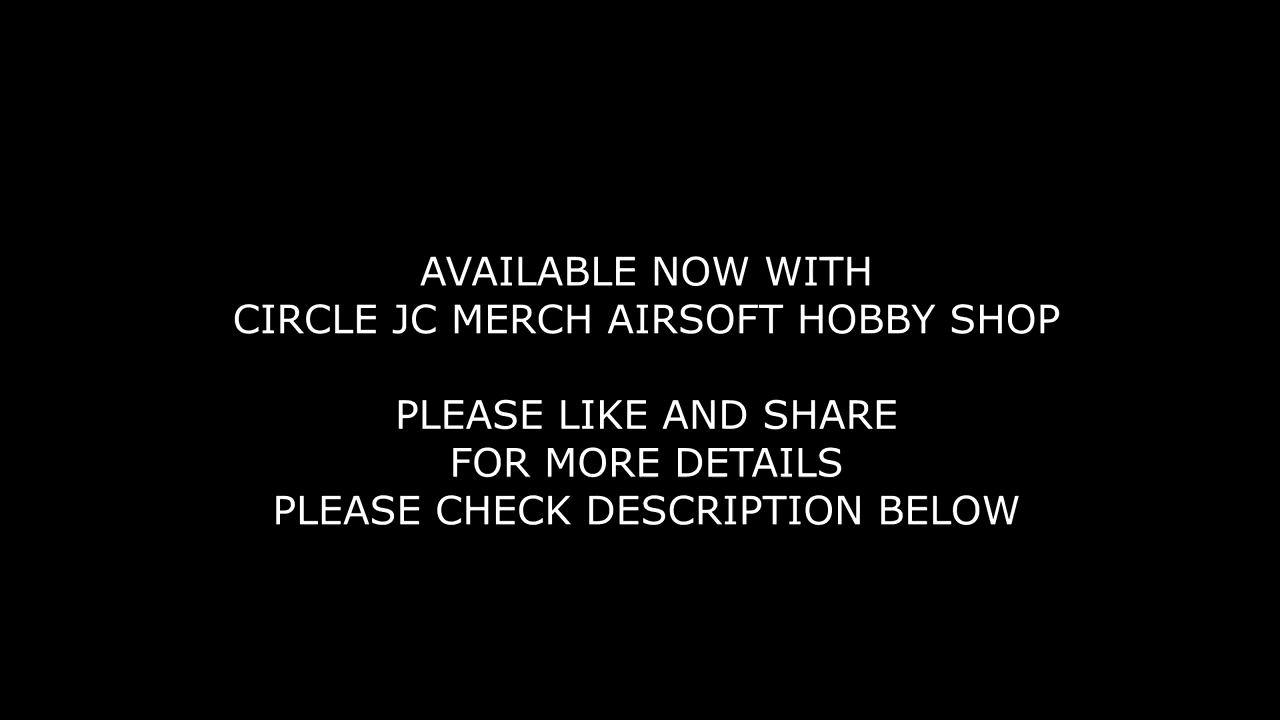 AVAILABLE NOW WITH
CIRCLE JC MERCH AIRSOFT HOBBY SHOP
PLEASE LIKE AND SHARE
FOR MORE DETAILS
PLEASE CHECK DESCRIPTION BELOW